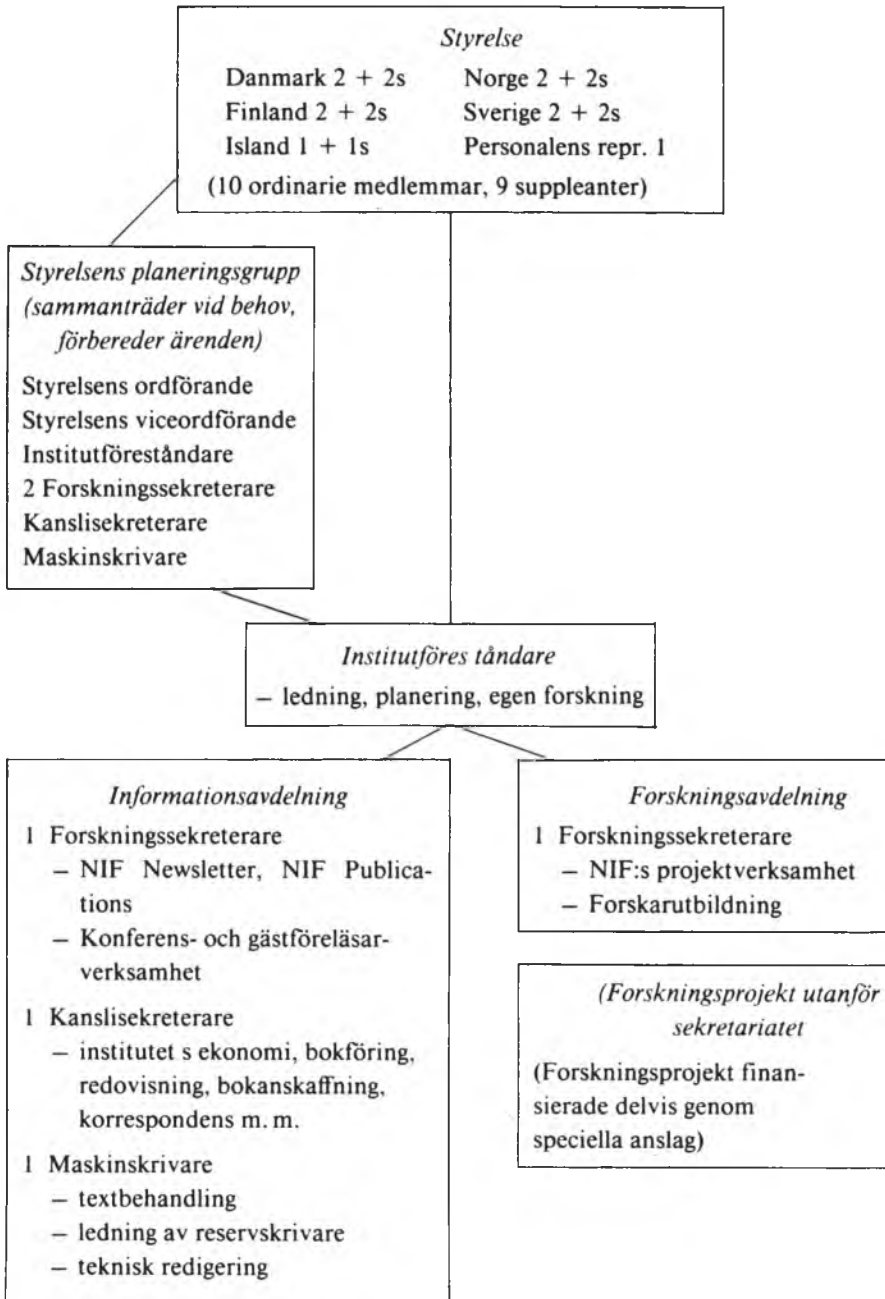 Styrelse
Danmark 2 + 2s Norge 2 + 2s
Finland 2 + 2s Sverige 2 + 2s
Island 1 + 1s Personalens repr. 1
(10 ordinarie medlemmar, 9 suppleanter)
Styrelsens planeringsgrupp
(sammanträder vid behov,
förbereder ärenden)
Styrelsens ordförande
Styrelsens viceordförande
Institutföreståndare
2 Forskningssekreterare
Kanslisekreterare
Maskinskrivare
Institutföres tåndare
– ledning, planering, egen forskning
Informationsavdelning
1 Forskningssekreterare
– NIF Newsletter, NIF Publica-
tions
– Konferens- och gästföreläsar-
verksamhet
1 Kanslisekreterare
– institutet s ekonomi, bokföring,
redovisning, bokanskaffning,
korrespondens m. m.
1 Maskinskrivare
– textbehandling
– ledning av reservskrivare
– teknisk redigering
Forskningsavdelning
1 Forskningssekreterare
– NIF:s projektverksamhet
– Forskarutbildning
(Forskningsprojekt utanför
sekretariatet
(Forskningsprojekt finan-
sierade delvis genom
speciella anslag)